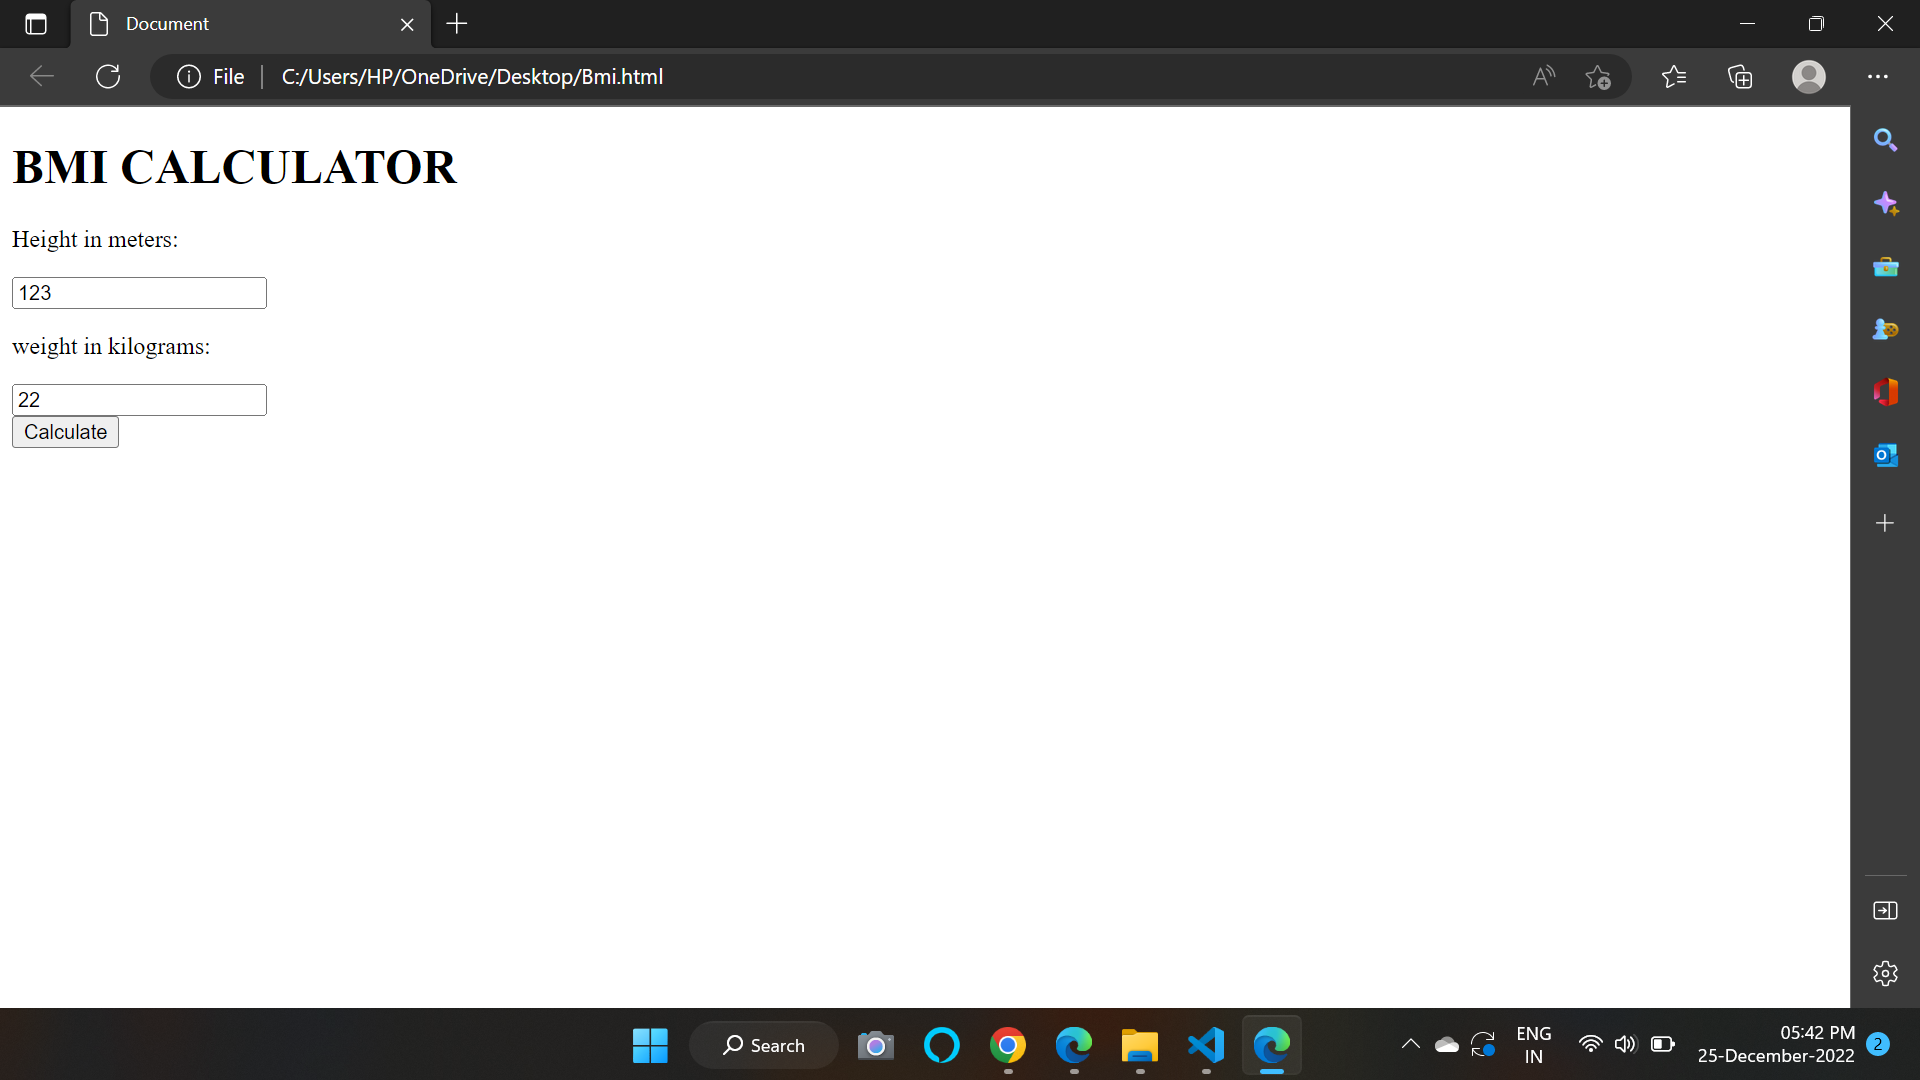 Document
File
C:/Users/HP/OneDrive/Desktop/Bmi.html
BMI CALCULATOR
Height in meters:
123
weight in kilograms:
22
Calculate
Search
ENG
IN
05:42 PM
25-December-2022
2